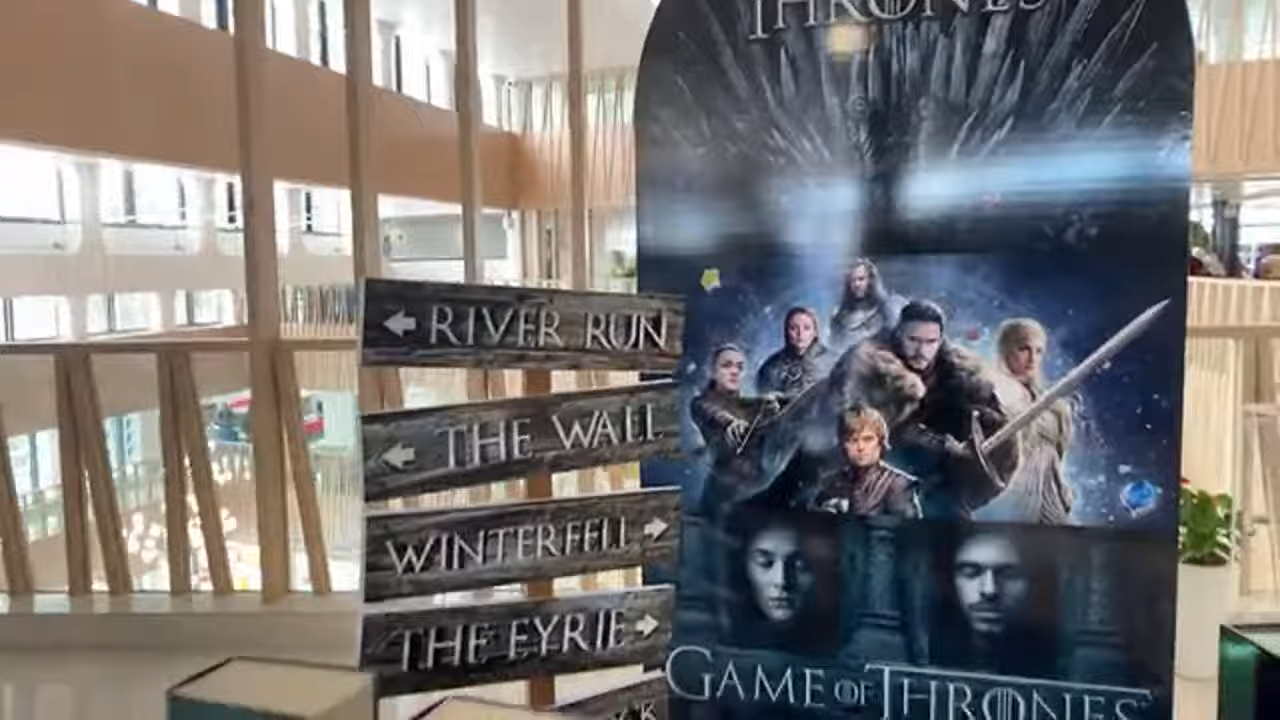 THRONES
RIVER RUN
THE WALL
WINTERFELL
THE EYRIE
GAME OF THRONES